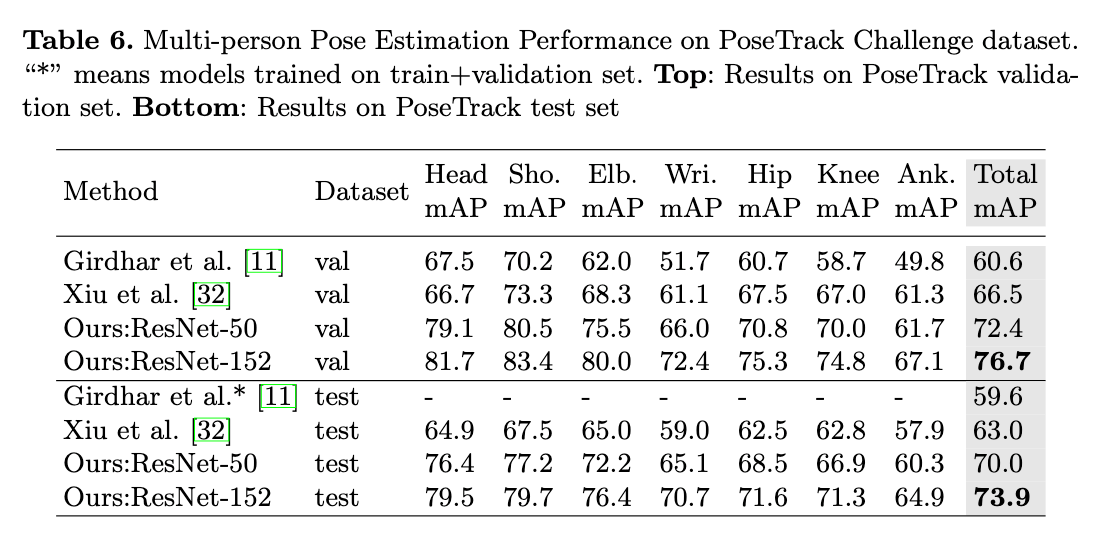 Table 6. Multi-person Pose Estimation Performance on PoseTrack Challenge dataset.
“*” means models trained on train+validation set. Top: Results on PoseTrack valida-
tion set. Bottom: Results on PoseTrack test set
Method Dataset Head mAP Sho. mAP Elb. mAP Wri. mAP Hip mAP Knee mAP Ank. mAP Total mAP
Girdhar et al. [11] val 67.5 70.2 62.0 51.7 60.7 58.7 49.8 60.6
Xiu et al. [32] val 66.7 73.3 68.3 61.1 67.5 67.0 61.3 66.5
Ours:ResNet-50 val 79.1 80.5 75.5 66.0 70.8 70.0 61.7 72.4
Ours:ResNet-152 val 81.7 83.4 80.0 72.4 75.3 74.8 67.1 76.7
Girdhar et al.* [11] test - - - - - - - 59.6
Xiu et al. [32] test 64.9 67.5 65.0 59.0 62.5 62.8 57.9 63.0
Ours:ResNet-50 test 76.4 77.2 72.2 65.1 68.5 66.9 60.3 70.0
Ours:ResNet-152 test 79.5 79.7 76.4 70.7 71.6 71.3 64.9 73.9